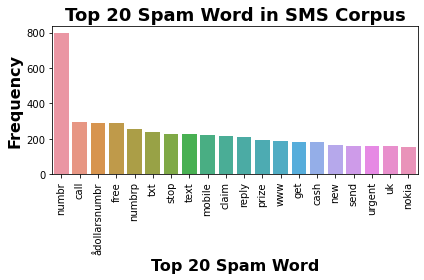 Top 20 Spam Word in SMS Corpus
Frequency
800
600
400
200
0
numbr
call
ådollarsnumbr
free
numbrp
txt
stop
text
mobile
claim
reply
prize
www
get
cash
new
send
urgent
uk
nokia
Top 20 Spam Word